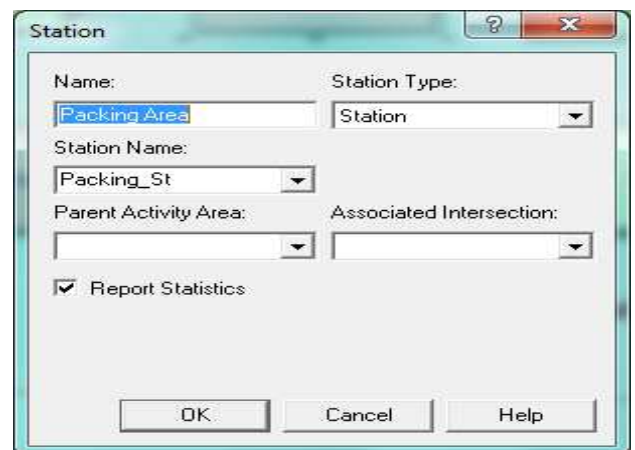 Station
Name: Station Type:
Packing Area Station
Station Name:
Packing_St
Parent Activity Area: Associated Intersection:
Report Statistics
OK Cancel Help